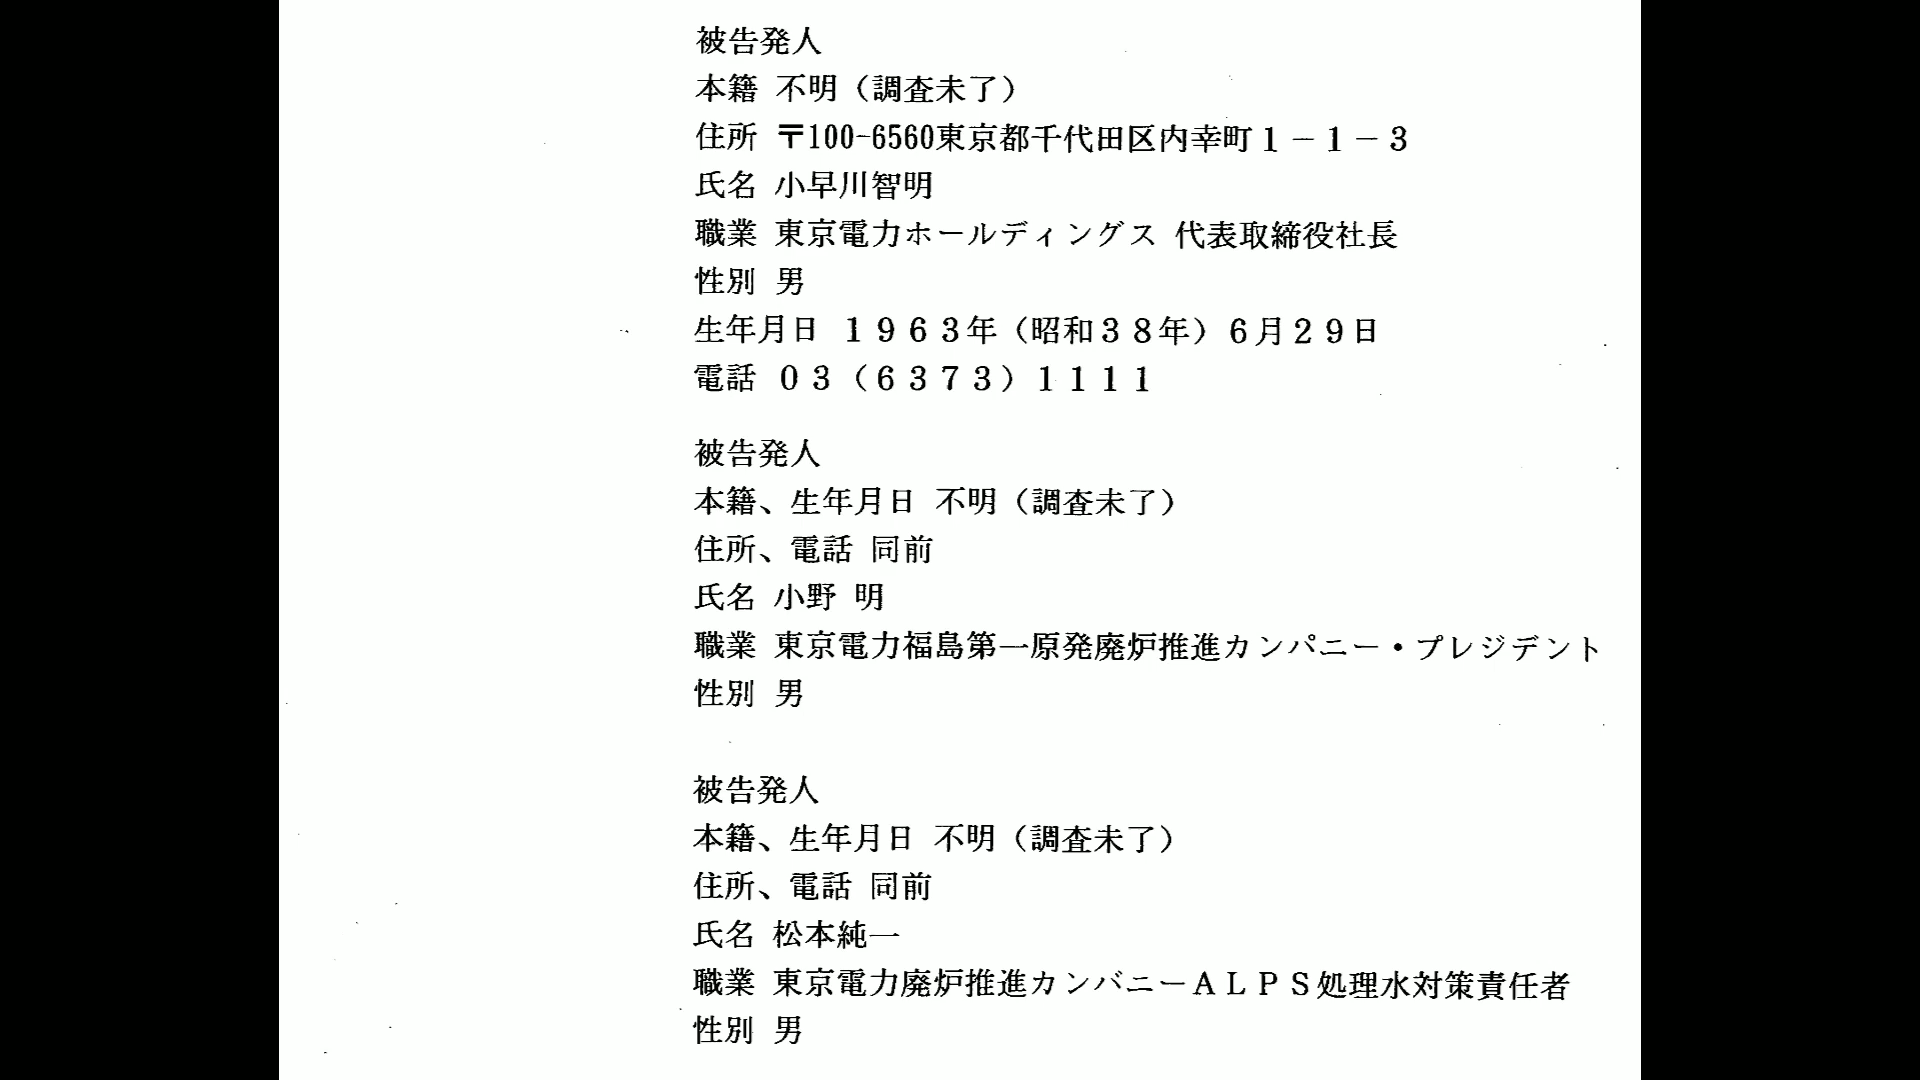 被告発人
本籍 不明（調査未了）
住所 〒100-6560東京都千代田区内幸町１－１－３
氏名 小早川智明
職業 東京電力ホールディングス 代表取締役社長
性別 男
生年月日 １９６３年（昭和３８年）６月２９日
電話 ０３（６３７３）１１１１
被告発人
本籍、生年月日 不明（調査未了）
住所、電話 同前
氏名 小野 明
職業 東京電力福島第一原発廃炉推進カンパニー・プレジデント
性別 男
被告発人
本籍、生年月日 不明（調査未了）
住所、電話 同前
氏名 松本純一
職業 東京電力廃炉推進カンバニーＡＬＰＳ処理水対策責任者
性別 男